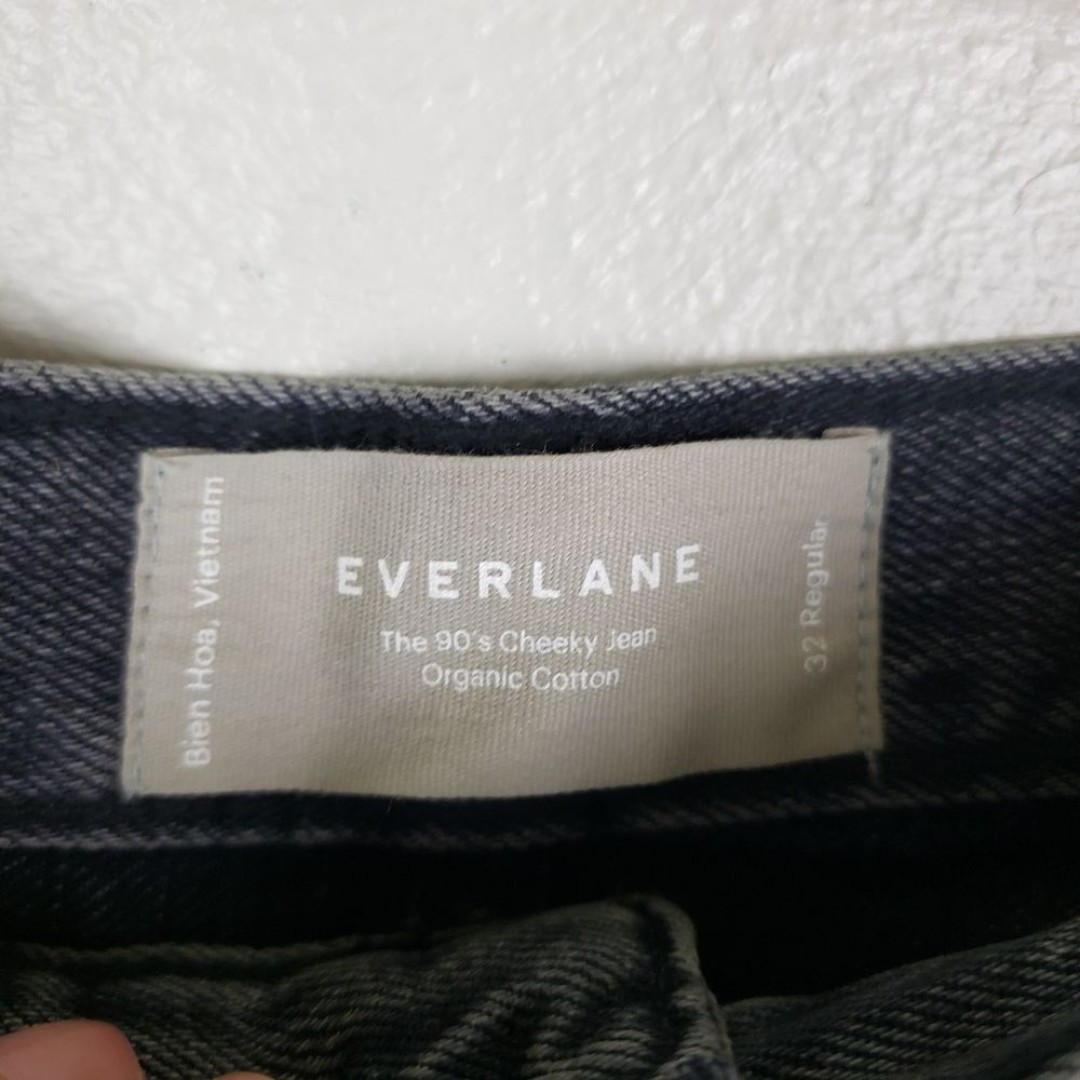 Bien Hoa, Vietnam
EVERLANE
The 90's Cheeky Jean
Organic Cotton
32 Regular